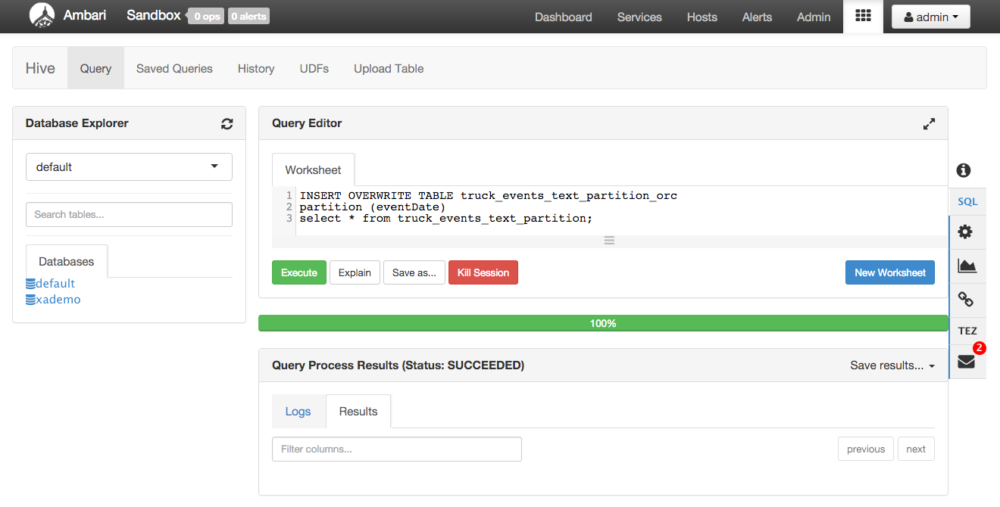 Ambari Sandbox 0 ops 0 alerts Dashboard Services Hosts Alerts Admin admin
Hive Query Saved Queries History UDFs Upload Table
Database Explorer
default
Search tables...
Databases
default
xademo
Query Editor
Worksheet
1 INSERT OVERWRITE TABLE truck_events_text_partition_orc
2 partition (eventDate)
3 select * from truck_events_text_partition;
Execute Explain Save as... Kill Session New Worksheet
100%
Query Process Results (Status: SUCCEEDED) Save results...
Logs Results
Filter columns... previous next
SQL
TEZ
2